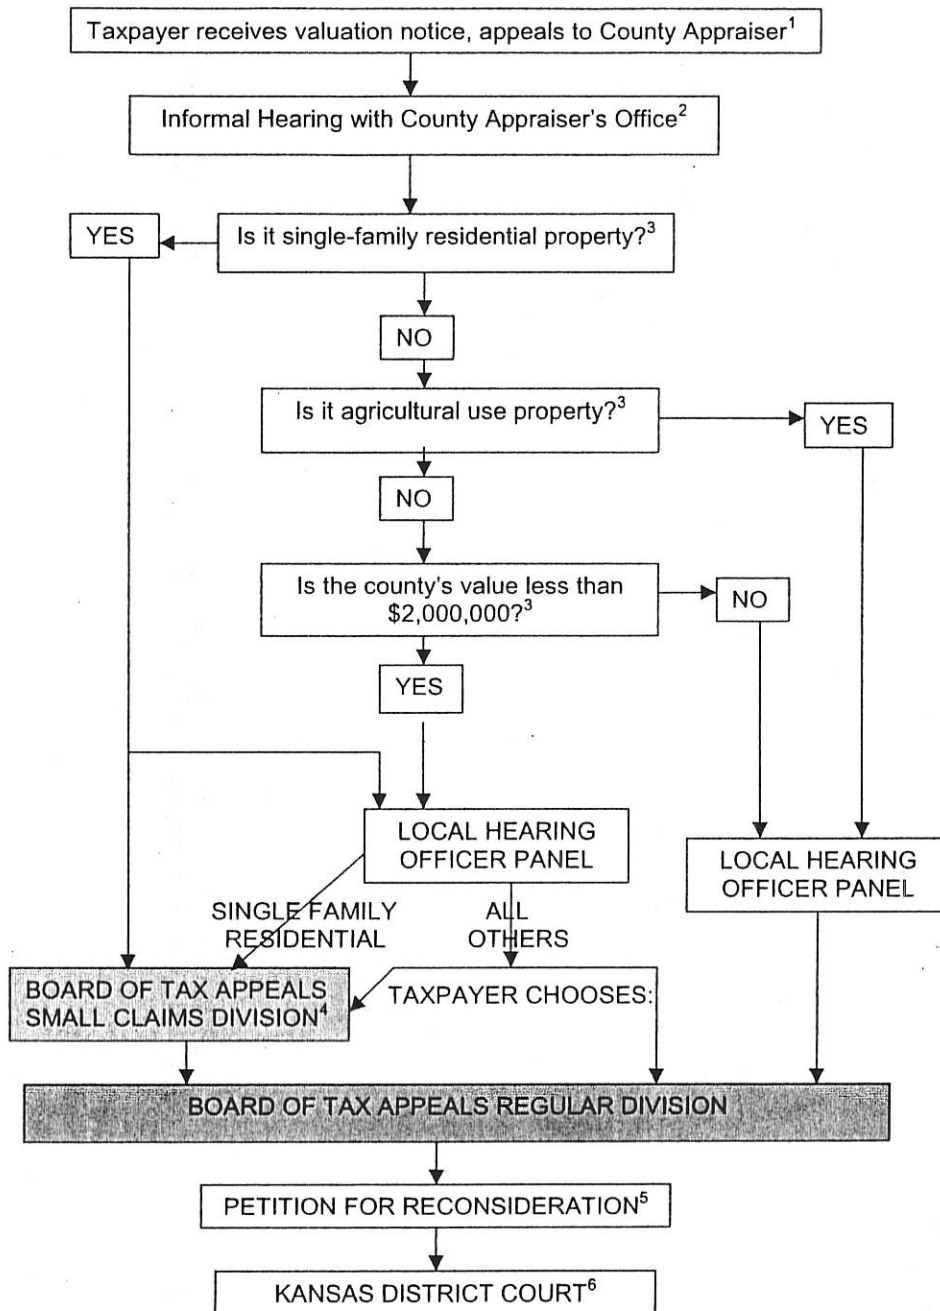 Taxpayer receives valuation notice, appeals to County Appraiser¹
Informal Hearing with County Appraiser's Office²
YES
Is it single-family residential property?³
NO
Is it agricultural use property?³
YES
NO
Is the county's value less than
$2,000,000?³
NO
YES
LOCAL HEARING
OFFICER PANEL
LOCAL HEARING
OFFICER PANEL
SINGLE FAMILY
RESIDENTIAL
ALL
OTHERS
BOARD OF TAX APPEALS
SMALL CLAIMS DIVISION⁴
TAXPAYER CHOOSES:
BOARD OF TAX APPEALS REGULAR DIVISION
PETITION FOR RECONSIDERATION⁵
KANSAS DISTRICT COURT⁶